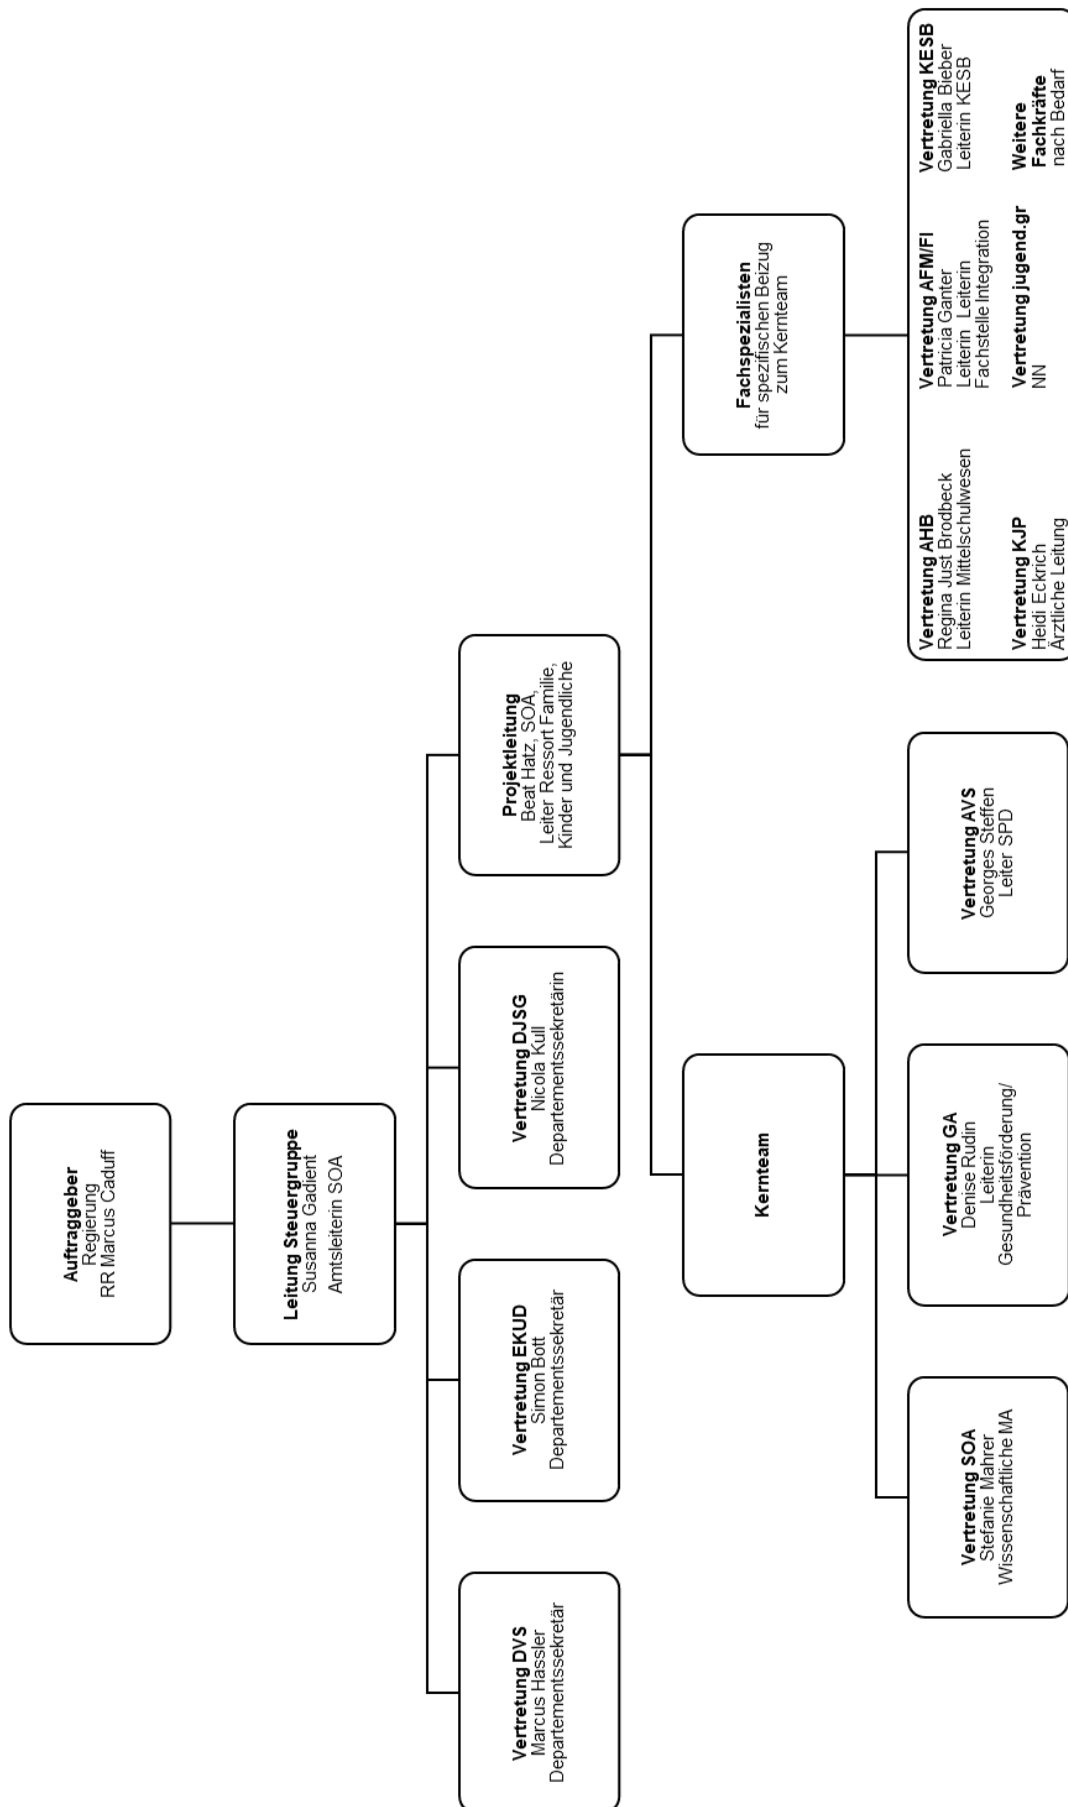 Auftraggeber
Regierung
RR Marcus Caduff
Leitung Steuergruppe
Susanna Gadient
Amtsleiterin SOA
Vertretung DVS
Marcus Hassler
Departementssekretär
Vertretung EKUD
Simon Bott
Departementssekretär
Vertretung DJSG
Nicola Kull
Departementssekretärin
Projektleitung
Beat Hatz, SOA,
Leiter Ressort Familie,
Kinder und Jugendliche
Kernteam
Fachspezialisten
für spezifischen Beizug
zum Kernteam
Vertretung SOA
Stefanie Mahrer
Wissenschaftliche MA
Vertretung GA
Denise Rudin
Leiterin
Gesundheitsförderung/
Prävention
Vertretung AVS
Georges Steffen
Leiter SPD
Vertretung AHB
Regina Just Brodbeck
Leiterin Mittelschulwesen
Vertretung AFM/FI
Patricia Ganter
Leiterin Leiterin
Fachstelle Integration
Vertretung KESB
Gabriella Bieber
Leiterin KESB
Vertretung KJP
Heidi Eckrich
Ärztliche Leitung
Vertretung jugend.gr
NN
Weitere
Fachkräfte
nach Bedarf